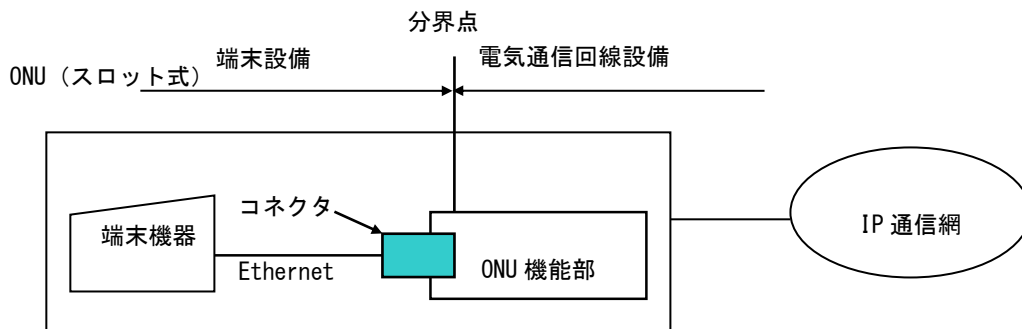 分界点
端末設備
電気通信回線設備
ONU（スロット式）
コネクタ
端末機器
Ethernet
ONU 機能部
IP 通信網